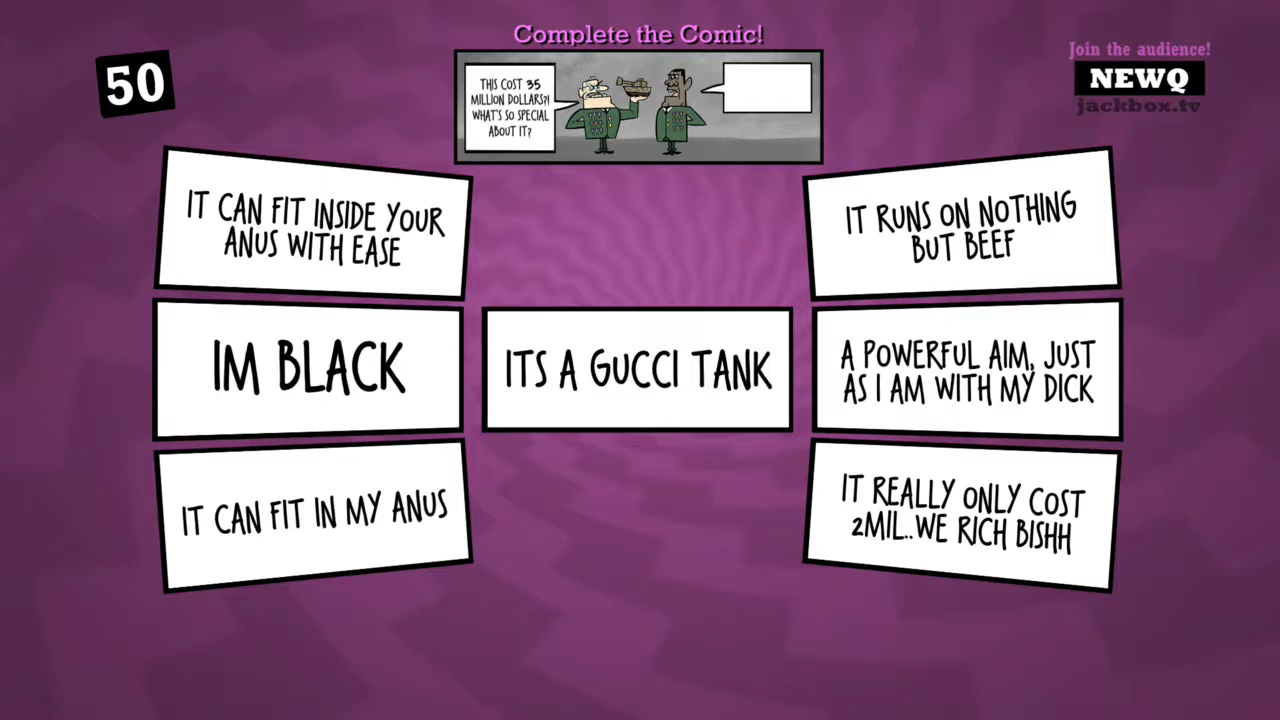 Complete the Comic!
50
THIS COST 35
MILLION DOLLARS?!
WHAT'S SO SPECIAL
ABOUT IT?
Join the audience!
NEWQ
jackbox.tv
IT CAN FIT INSIDE YOUR
ANUS WITH EASE
IM BLACK
IT CAN FIT IN MY ANUS
ITS A GUCCI TANK
IT RUNS ON NOTHING
BUT BEEF
A POWERFUL AIM, JUST
AS I AM WITH MY DICK
IT REALLY ONLY COST
2MIL..WE RICH BISHH